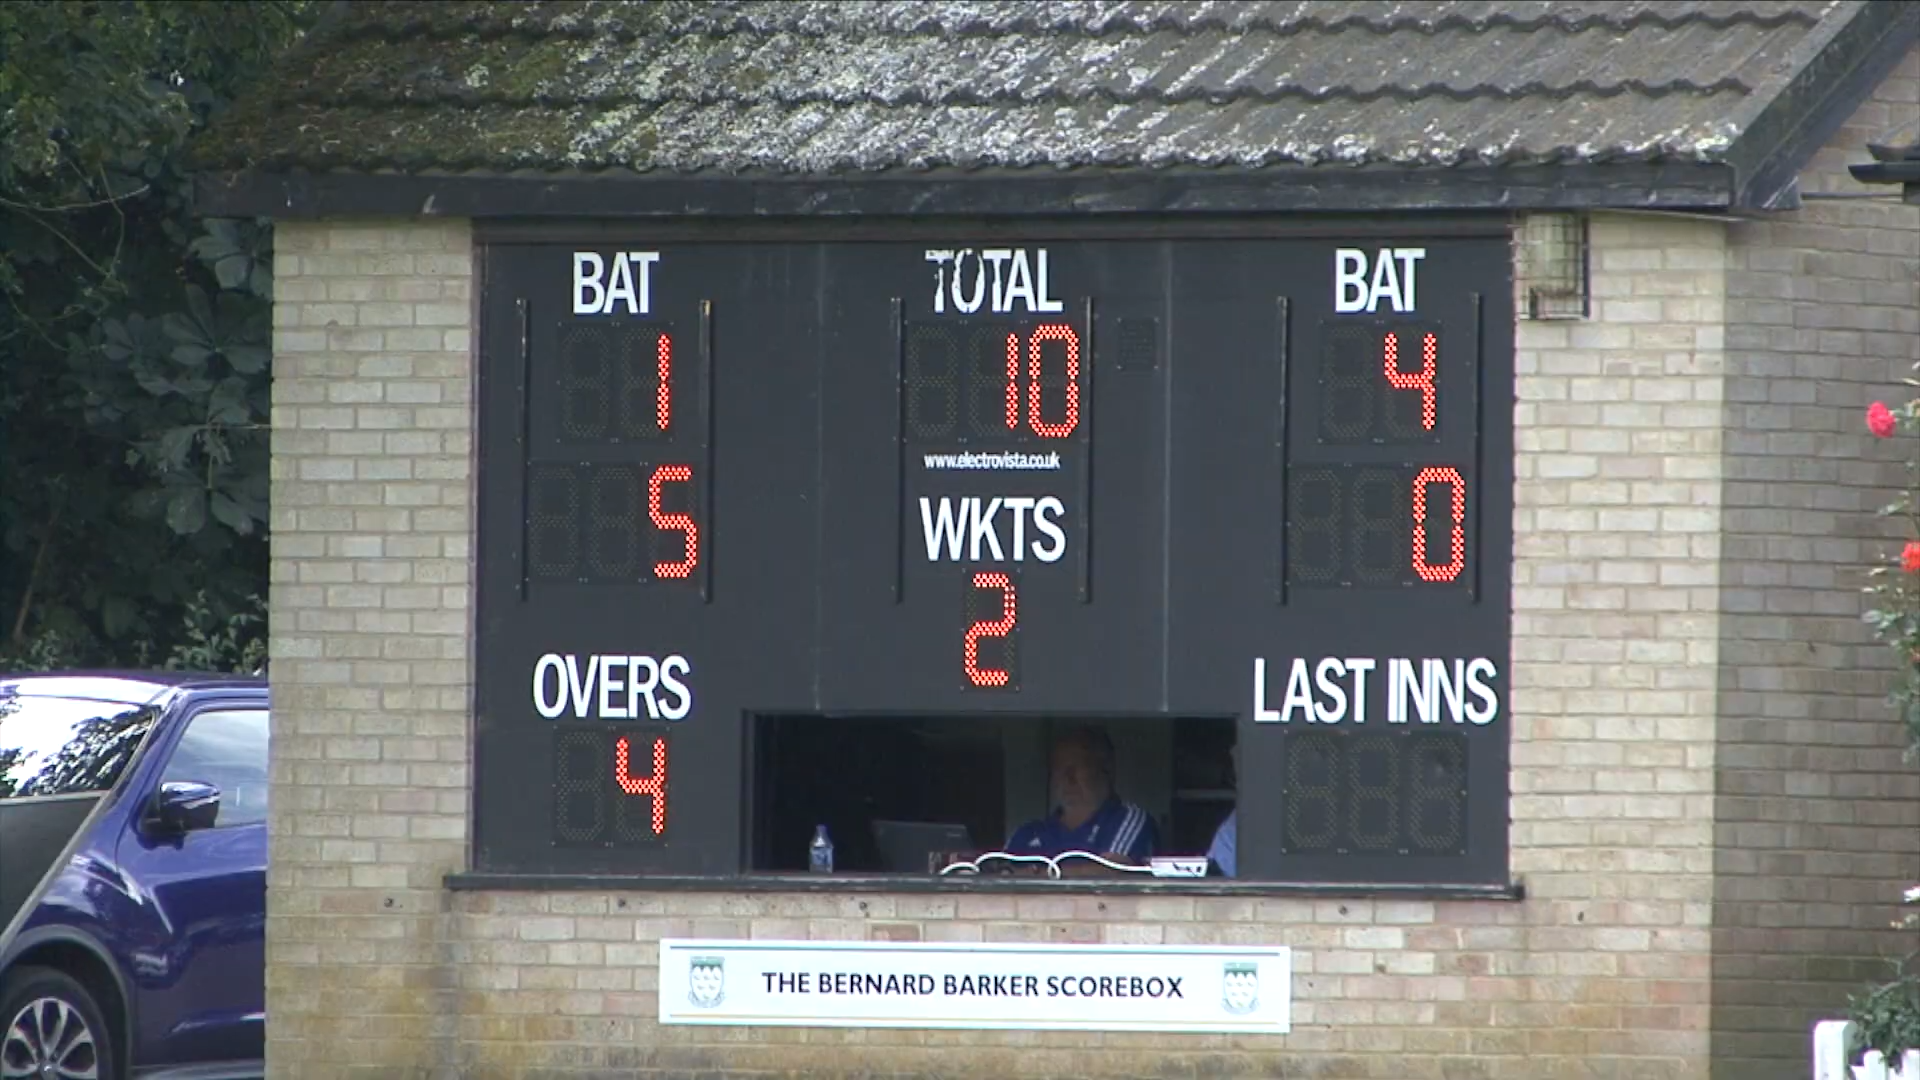 BAT TOTAL BAT
1 10 4
www.electrovista.co.uk
5 0
WKTS
2
OVERS LAST INNS
4
THE BERNARD BARKER SCOREBOX